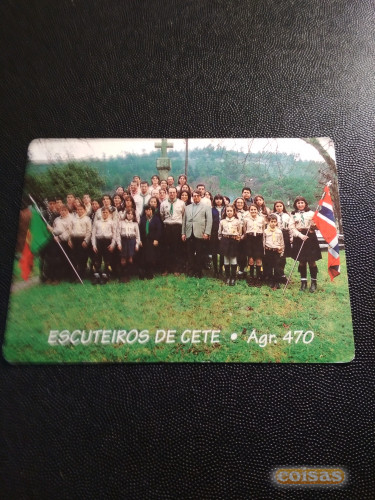 ESCUTEIROS DE CETE • Agr. 470
coisas